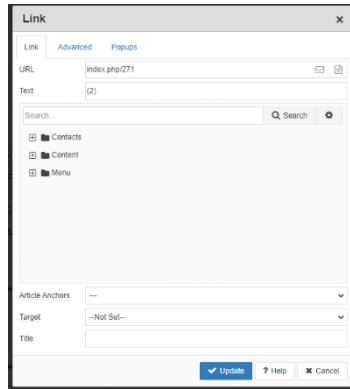 Link ×
Link Advanced Popups
URL index.php/271
Text (2)
Search... Search
Contacts
Content
Menu
Article Anchors ---
Target --Not Set--
Title
Update ? Help × Cancel